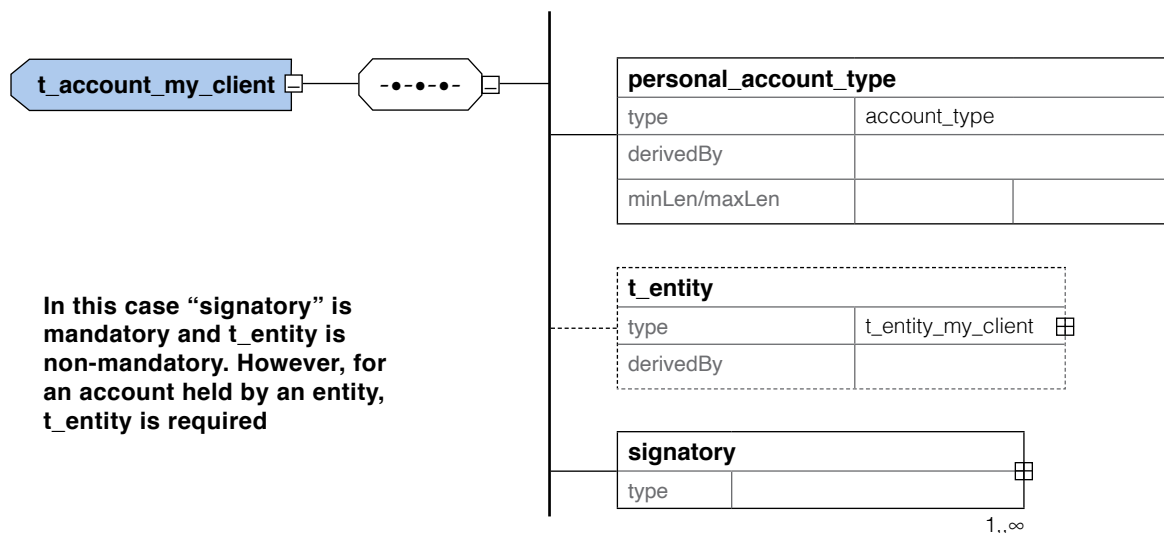 t_account_my_client
personal_account_type
type account_type
derivedBy
minLen/maxLen
t_entity
type t_entity_my_client
derivedBy
In this case “signatory” is
mandatory and t_entity is
non-mandatory. However, for
an account held by an entity,
t_entity is required
signatory
type
1,,∞